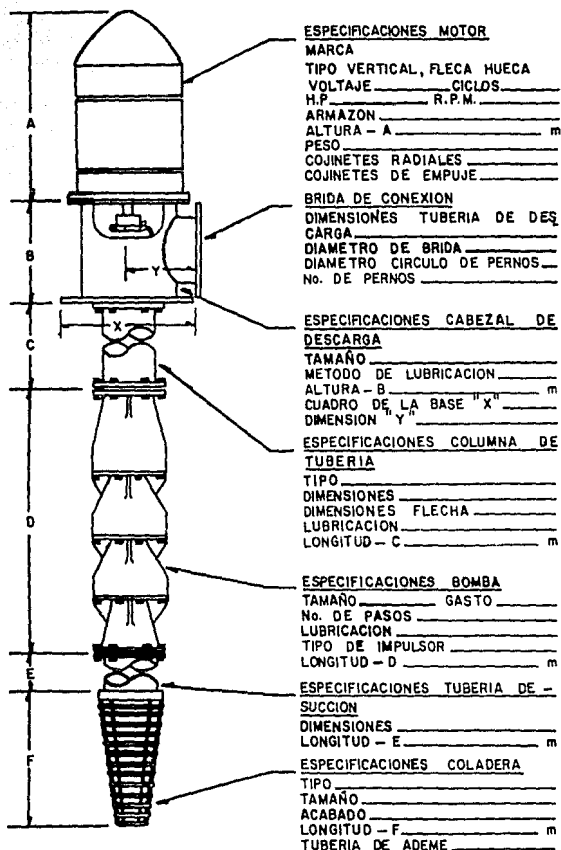 ESPECIFICACIONES MOTOR
MARCA
TIPO VERTICAL, FLECA HUECA
VOLTAJE CICLOS
H.P R.P.M.
ARMAZON
ALTURA - A m
PESO
COJINETES RADIALES
COJINETES DE EMPUJE
BRIDA DE CONEXION
DIMENSIONES TUBERIA DE DES
CARGA
DIAMETRO DE BRIDA
DIAMETRO CIRCULO DE PERNOS
No. DE PERNOS
ESPECIFICACIONES CABEZAL DE
DESCARGA
TAMAÑO
METODO DE LUBRICACION
ALTURA - B m
CUADRO DE LA BASE "X"
DIMENSION "Y"
ESPECIFICACIONES COLUMNA DE
TUBERIA
TIPO
DIMENSIONES
DIMENSIONES FLECHA
LUBRICACION
LONGITUD - C m
ESPECIFICACIONES BOMBA
TAMAÑO GASTO
No. DE PASOS
LUBRICACION
TIPO DE IMPULSOR
LONGITUD - D m
ESPECIFICACIONES TUBERIA DE -
SUCCION
DIMENSIONES
LONGITUD - E m
ESPECIFICACIONES COLADERA
TIPO
TAMAÑO
ACABADO
LONGITUD - F m
TUBERIA DE ADEME
A
B
Y
X
C
D
E
F